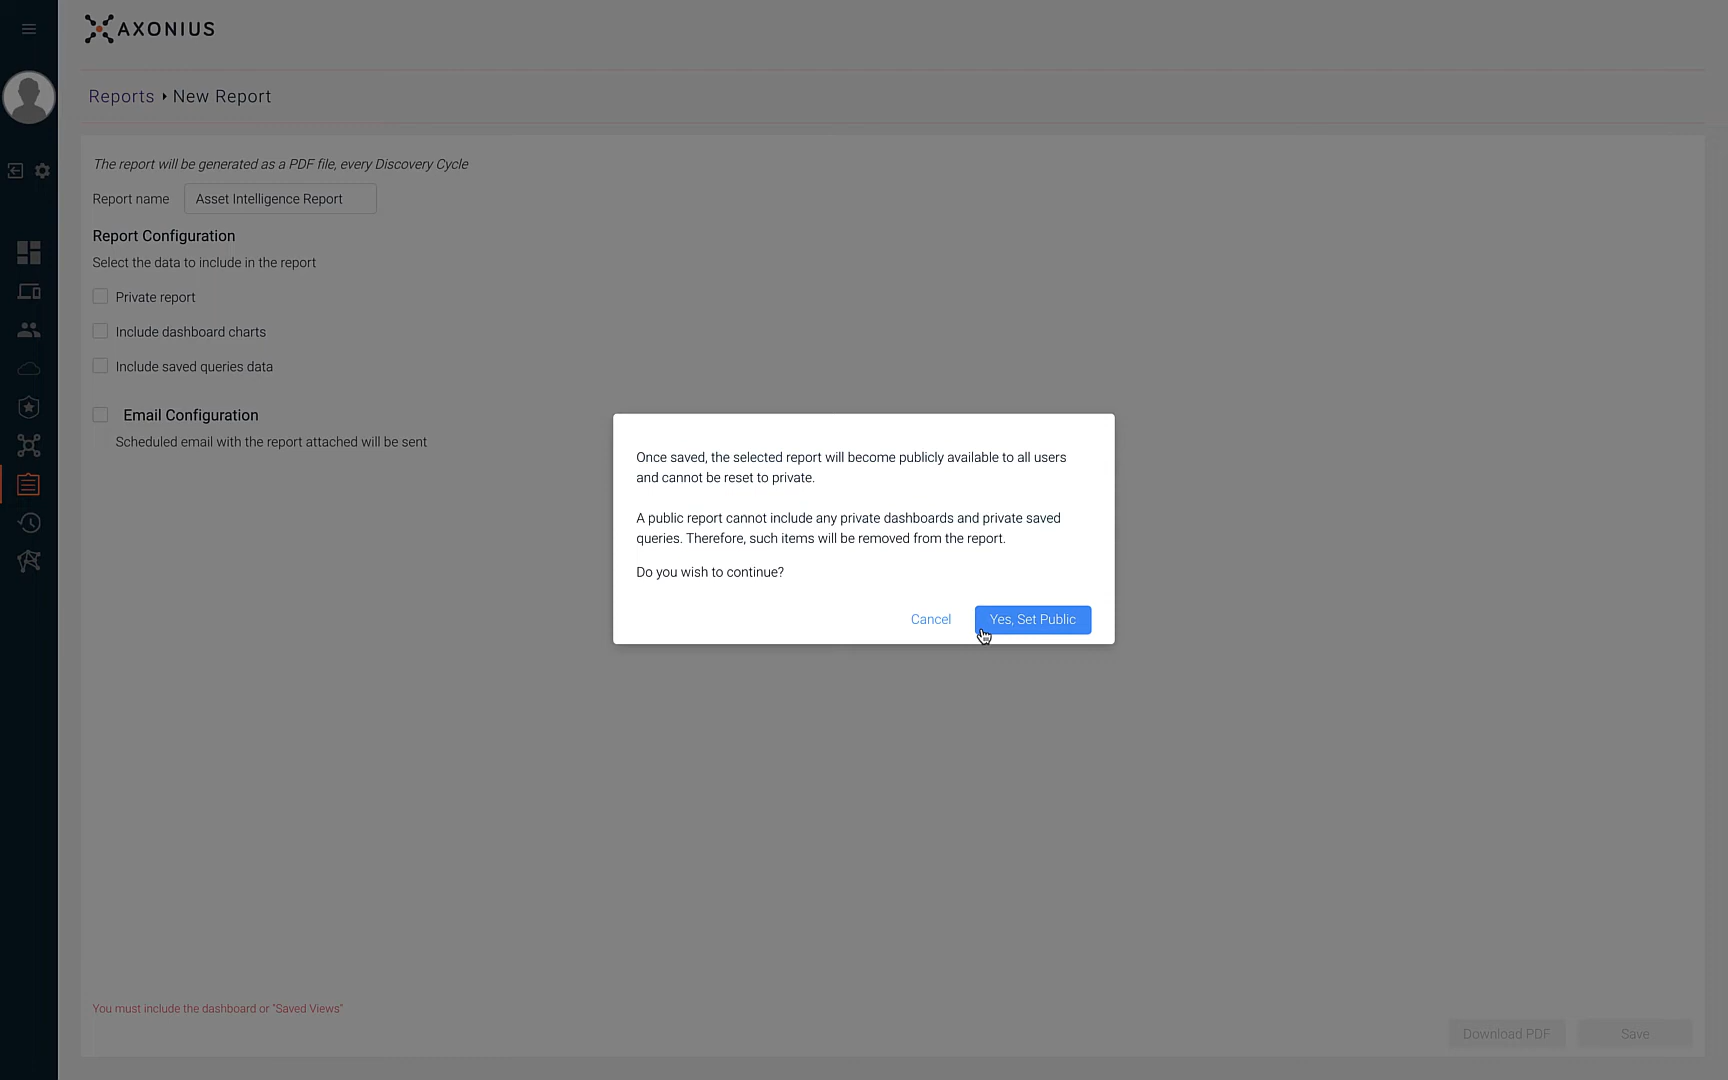 AXONIUS
Reports ▸ New Report
The report will be generated as a PDF file, every Discovery Cycle
Report name Asset Intelligence Report
Report Configuration
Select the data to include in the report
Private report
Include dashboard charts
Include saved queries data
Email Configuration
Scheduled email with the report attached will be sent
Once saved, the selected report will become publicly available to all users
and cannot be reset to private.
A public report cannot include any private dashboards and private saved
queries. Therefore, such items will be removed from the report.
Do you wish to continue?
Cancel Yes, Set Public
You must include the dashboard or "Saved Views"
Download PDF Save